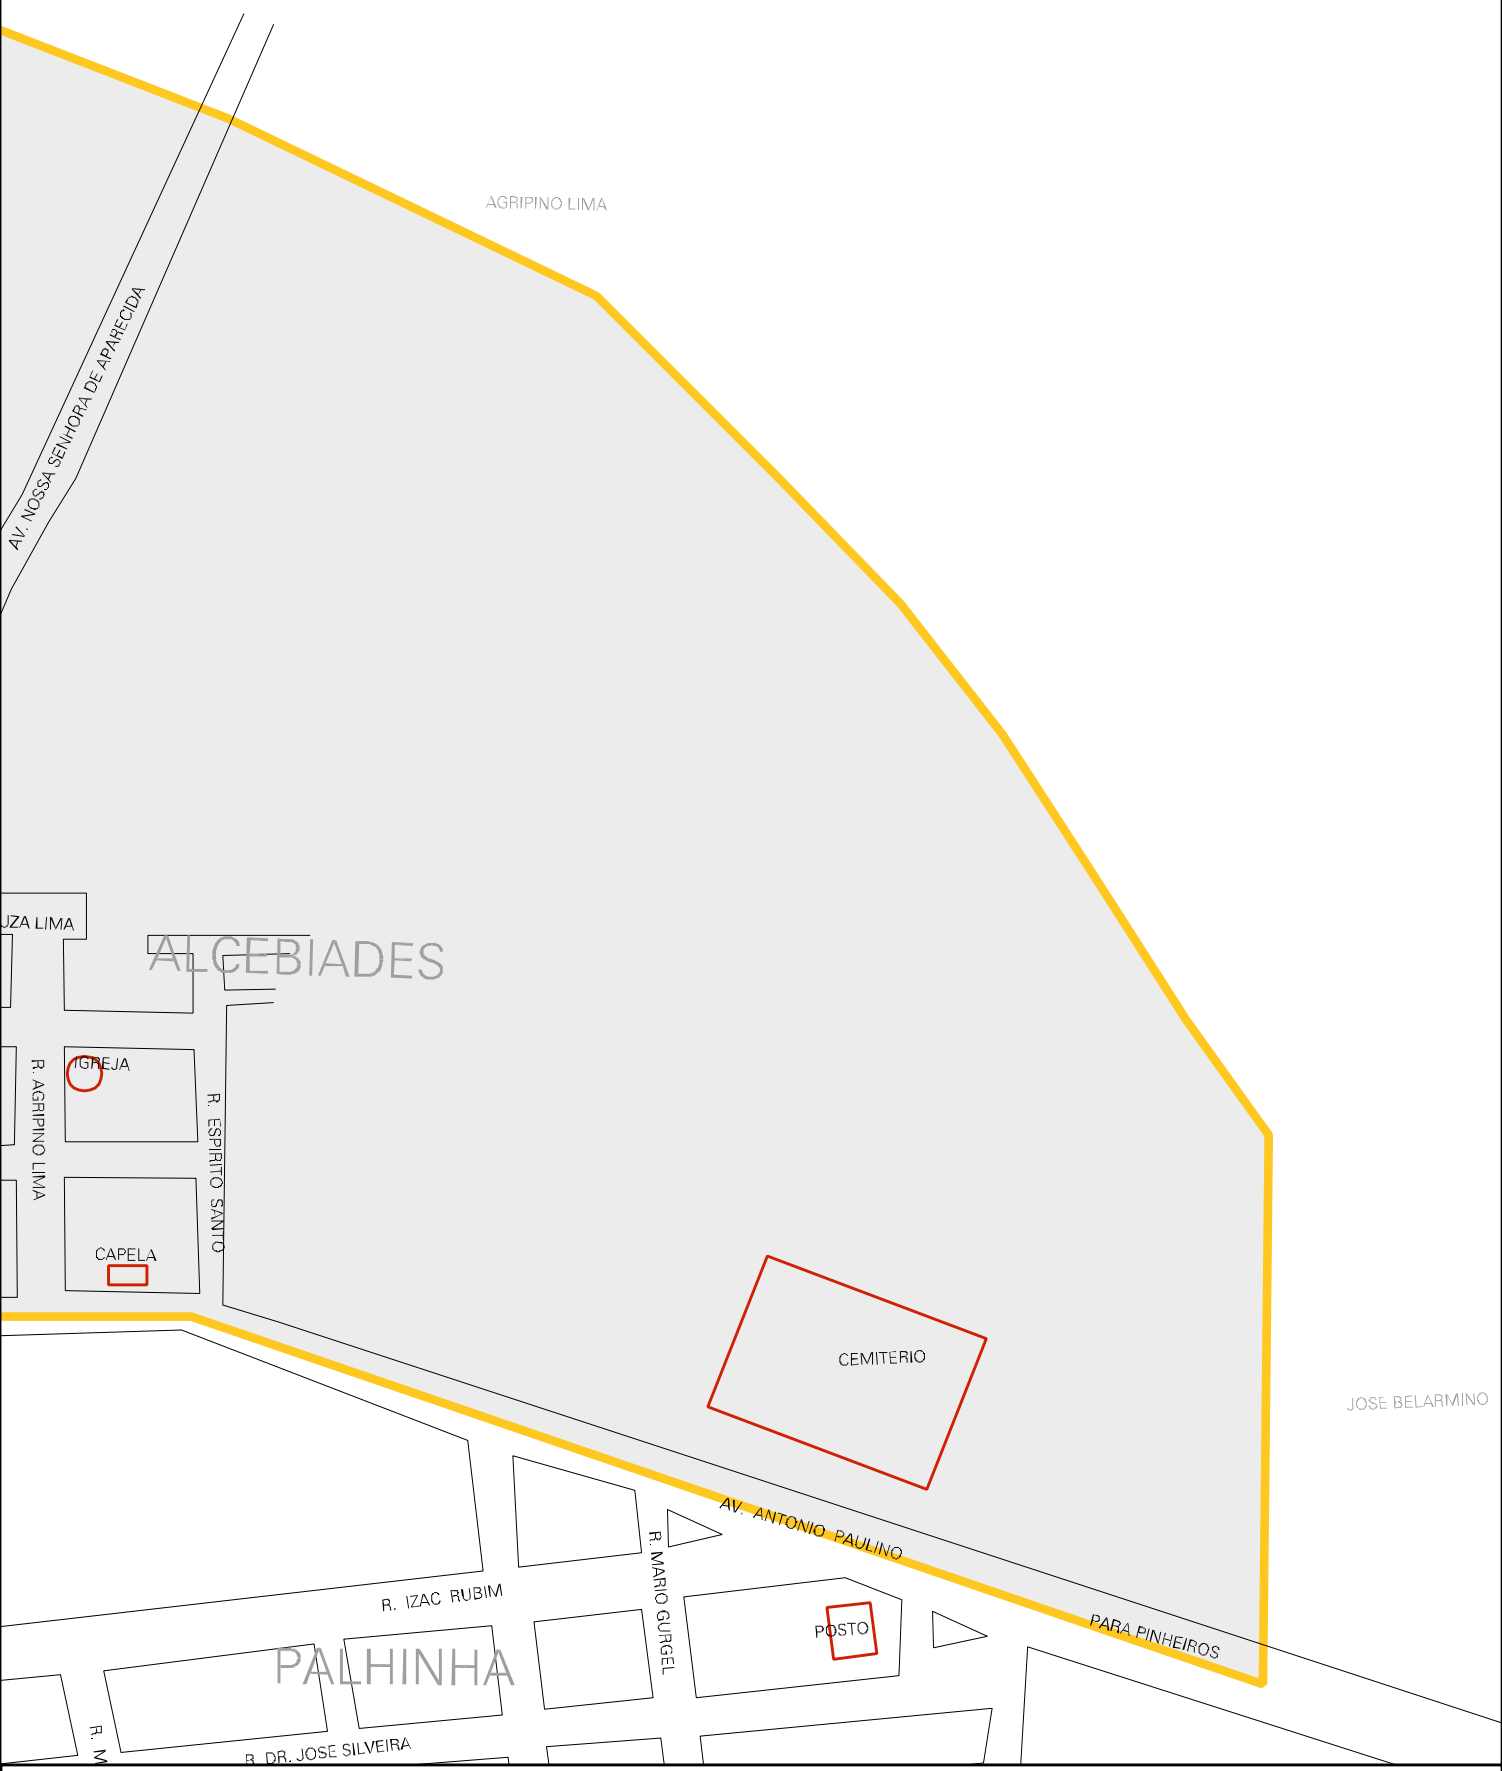 AGRIPINO LIMA
AV. NOSSA SENHORA DE APARECIDA
UZA LIMA
ALCEBIADES
IGREJA
R. AGRIPINO LIMA
R. ESPIRITO SANTO
CAPELA
CEMITERIO
JOSE BELARMINO
AV. ANTONIO PAULINO
R. MARIO GURGEL
R. IZAC RUBIM
POSTO
PARA PINHEIROS
PALHINHA
R. M
R. DR. JOSE SILVEIRA